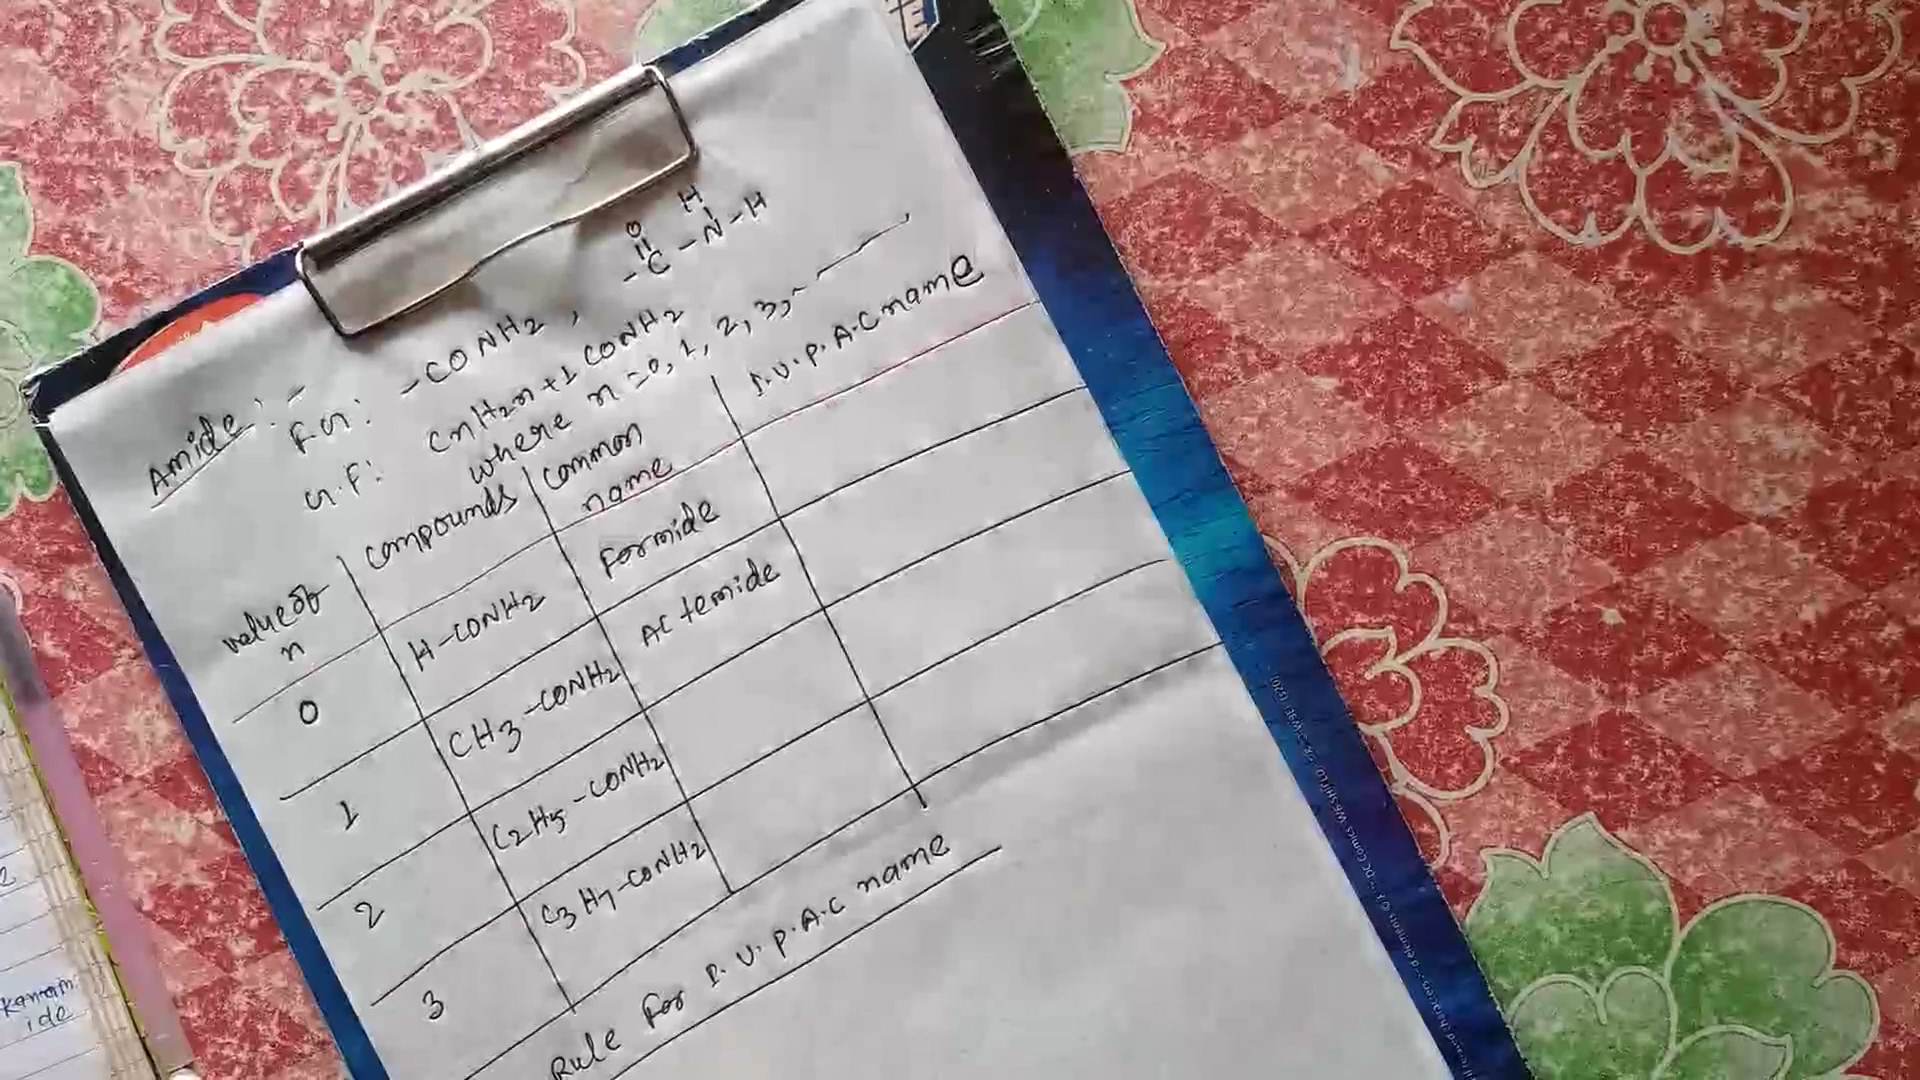 Amide :-
F.G: -CONH2 ,
O H
|| |
-C -N-H
G.F: CnH2n+1 CONH2
where n=0, 1, 2, 3,-
value of n compounds common name I.U.P.A.C name
0 H-CONH2 Formide
1 CH3-CONH2 Actemide
2 C2H5-CONH2
3 C3H7-CONH2
Rule For I.U.P.A.C name
ide